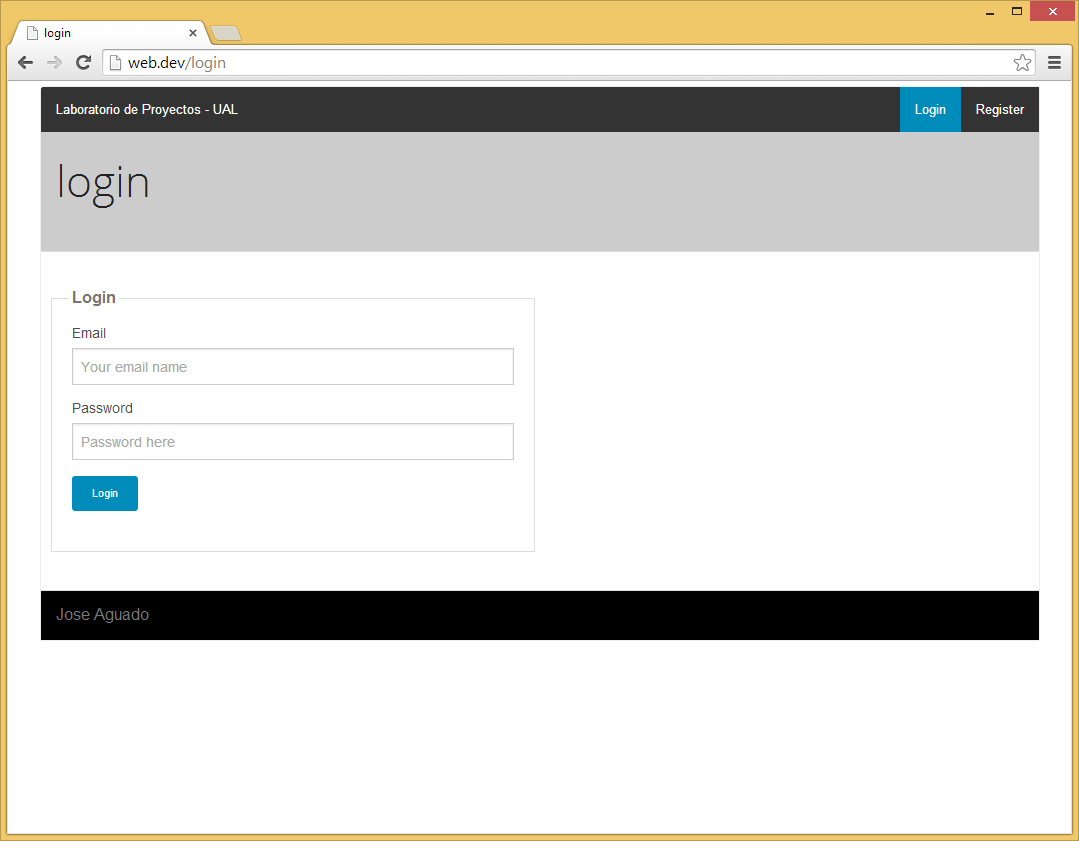 login
web.dev/login
Laboratorio de Proyectos - UAL
Login
Register
login
Login
Email
Your email name
Password
Password here
Login
Jose Aguado